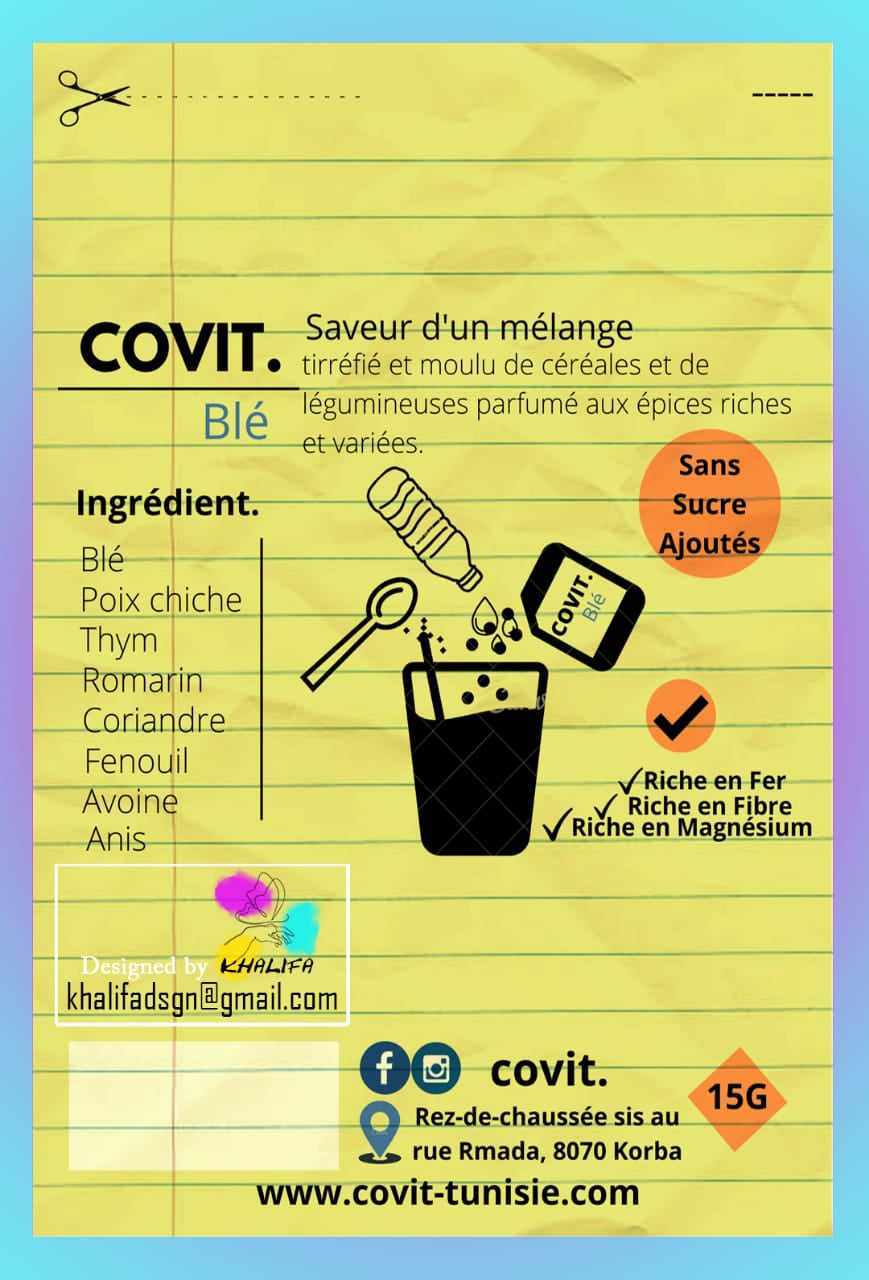 -----
COVIT.
Blé
Saveur d'un mélange
tirréfié et moulu de céréales et de
légumineuses parfumé aux épices riches
et variées.
Sans
Sucre
Ajoutés
Ingrédient.
Blé
Poix chiche
Thym
Romarin
Coriandre
Fenouil
Avoine
Anis
COVIT.
Blé
Riche en Fer
Riche en Fibre
Riche en Magnésium
Designed by KHALIFA
khalifadsgn@gmail.com
covit.
15G
Rez-de-chaussée sis au
rue Rmada, 8070 Korba
www.covit-tunisie.com